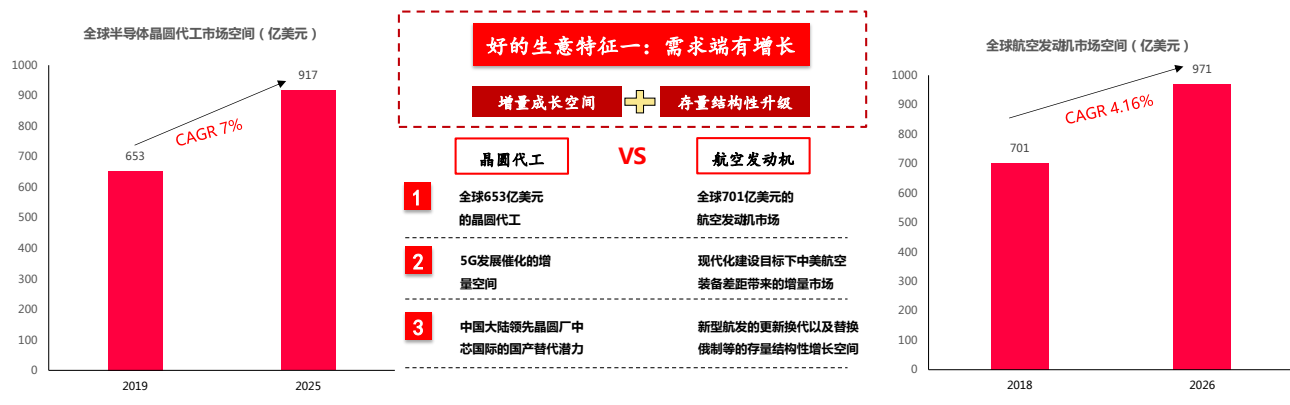 全球半导体晶圆代工市场空间（亿美元）
1000
900
800
700
600
500
400
300
200
100
0
653
917
CAGR 7%
2019
2025
好的生意特征一：需求端有增长
增量成长空间
存量结构性升级
晶圆代工
VS
航空发动机
1
全球653亿美元
的晶圆代工
全球701亿美元的
航空发动机市场
2
5G发展催化的增
量空间
现代化建设目标下中美航空
装备差距带来的增量市场
3
中国大陆领先晶圆厂中
芯国际的国产替代潜力
新型航发的更新换代以及替换
俄制等的存量结构性增长空间
全球航空发动机市场空间（亿美元）
1000
900
800
700
600
500
400
300
200
100
0
701
971
CAGR 4.16%
2018
2026